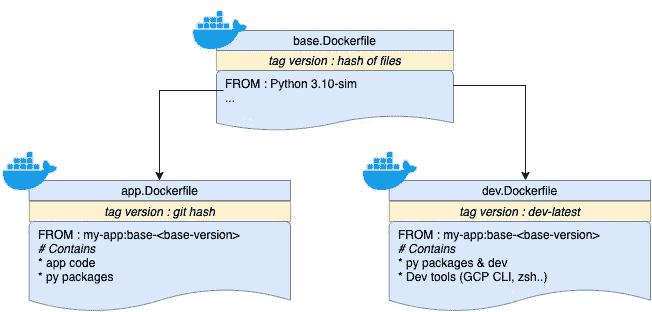 base.Dockerfile
tag version : hash of files
FROM : Python 3.10-sim
...
app.Dockerfile
tag version : git hash
FROM : my-app:base-<base-version>
# Contains
* app code
* py packages
dev.Dockerfile
tag version : dev-latest
FROM : my-app:base-<base-version>
# Contains
* py packages & dev
* Dev tools (GCP CLI, zsh..)